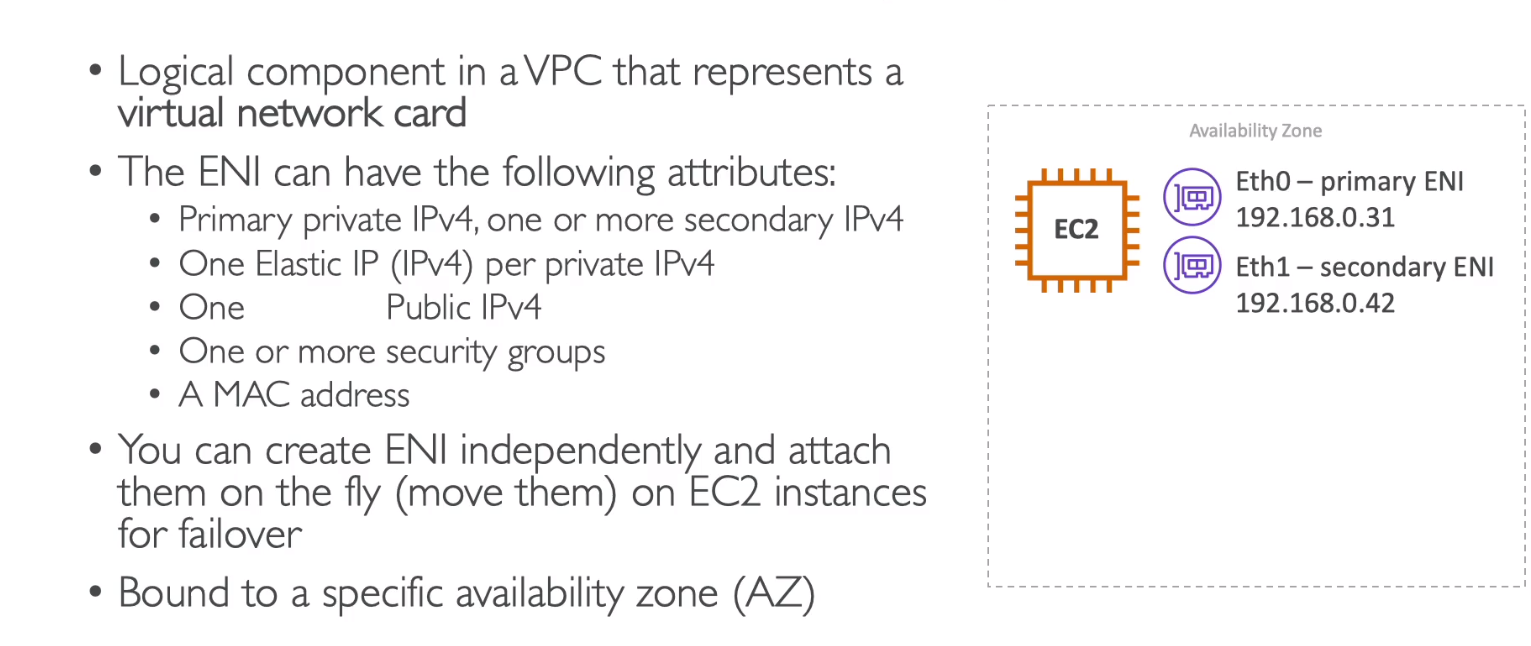 • Logical component in a VPC that represents a
virtual network card
• The ENI can have the following attributes:
• Primary private IPv4, one or more secondary IPv4
• One Elastic IP (IPv4) per private IPv4
• One Public IPv4
• One or more security groups
• A MAC address
• You can create ENI independently and attach
them on the fly (move them) on EC2 instances
for failover
• Bound to a specific availability zone (AZ)
Availability Zone
EC2
Eth0 – primary ENI
192.168.0.31
Eth1 – secondary ENI
192.168.0.42